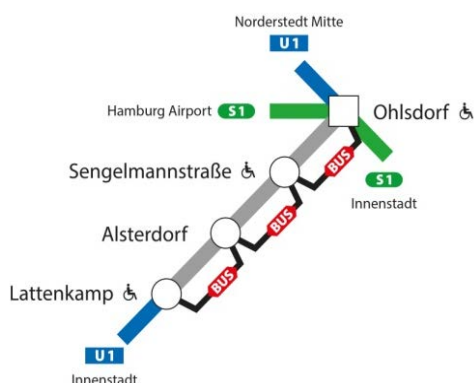 Norderstedt Mitte
U1
Hamburg Airport S1
Ohlsdorf
Sengelmannstraße
BUS
S1
Innenstadt
Alsterdorf
BUS
Lattenkamp
BUS
U1
Innenstadt